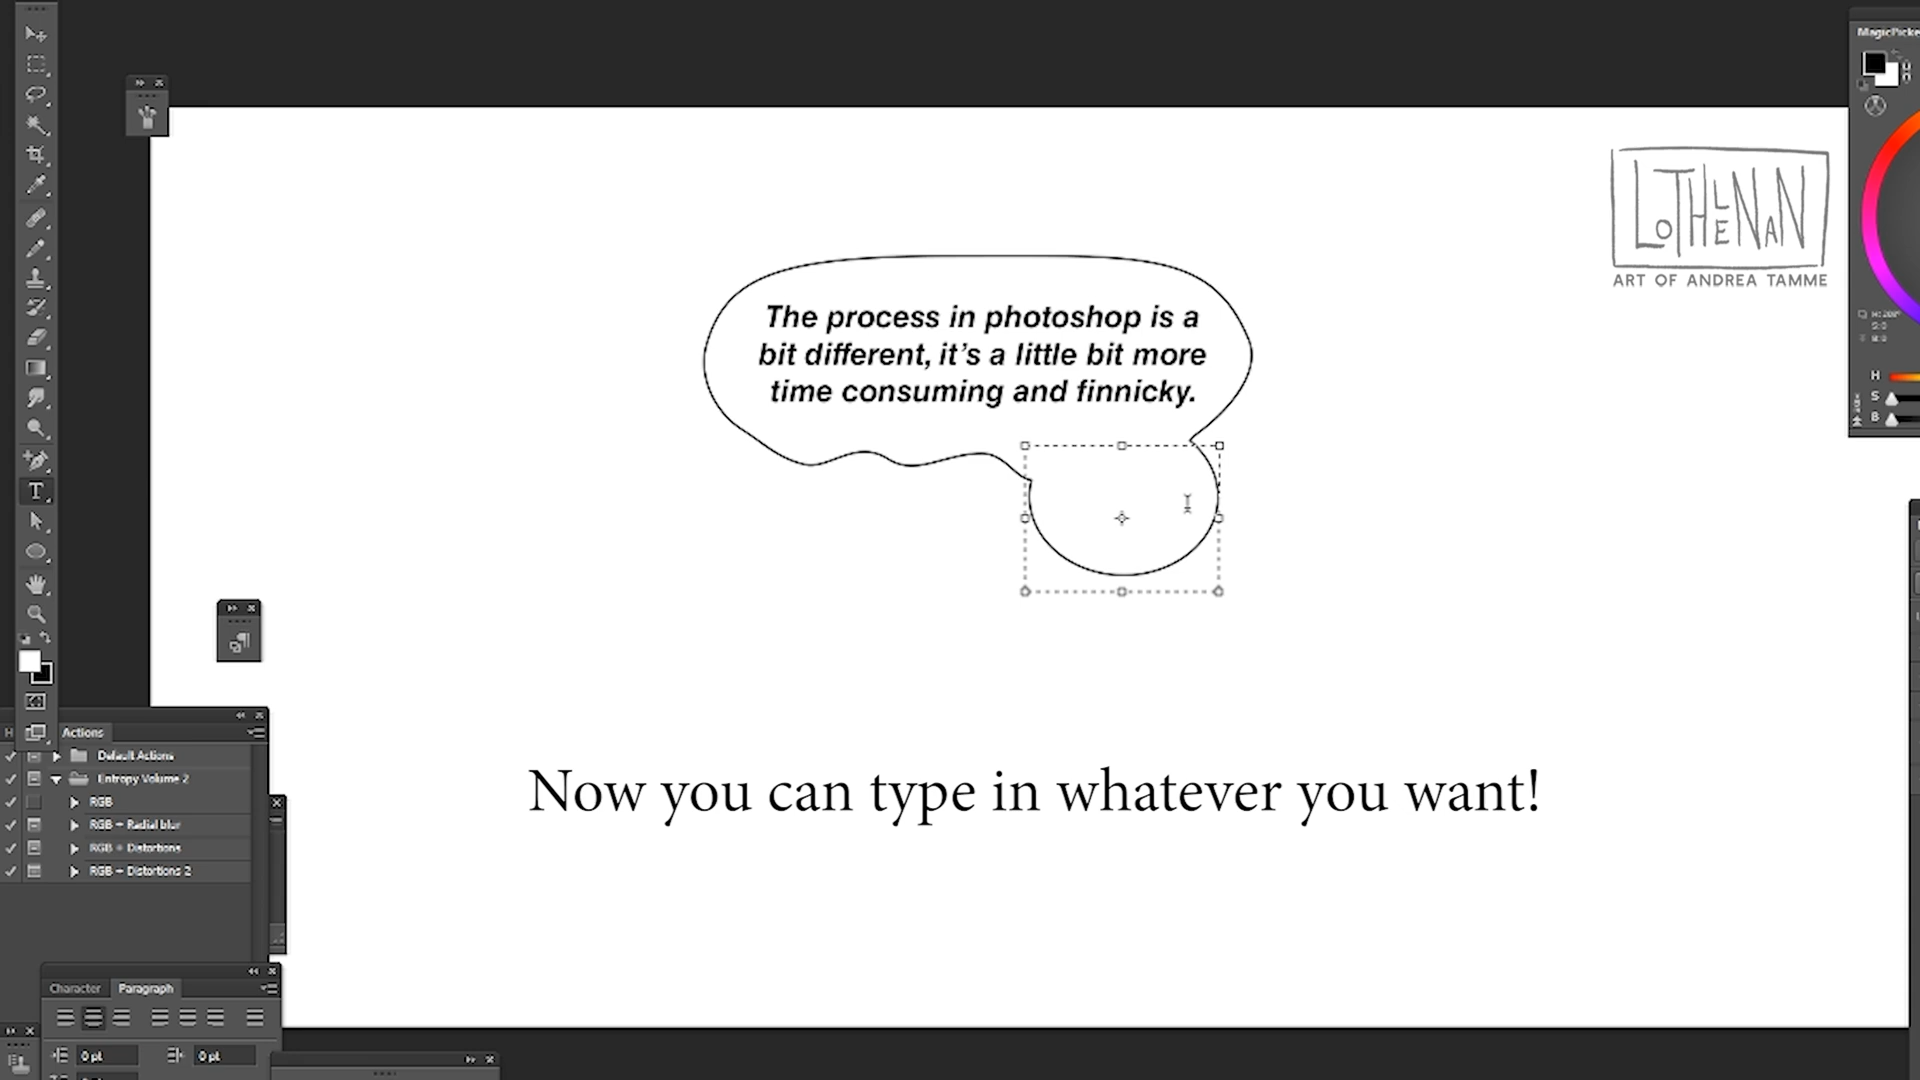 MagicPicke
LOTHLENAN
ART OF ANDREA TAMME
The process in photoshop is a
bit different, it's a little bit more
time consuming and finnicky.
H
S
B
Now you can type in whatever you want!
H
Actions
Default Actions
Entropy Volume 2
RGB
RGB + Radial blur
RGB + Distortions
RGB + Distortions 2
Character Paragraph
0 pt 0 pt